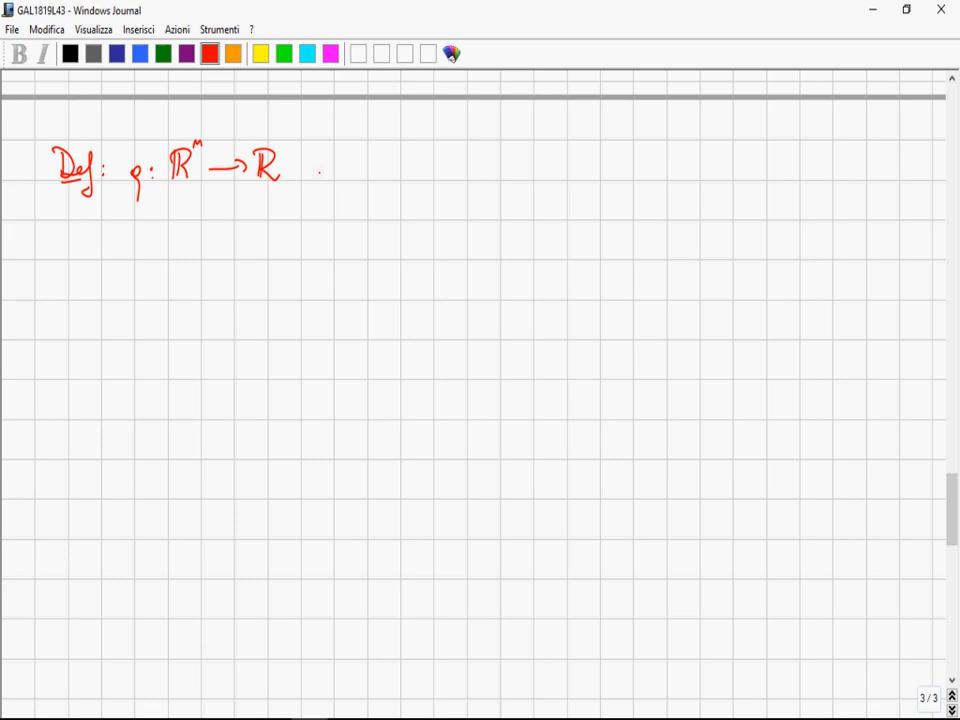 GAL1819L43 - Windows Journal
File Modifica Visualizza Inserisci Azioni Strumenti ?
B I
Def: q: ℝⁿ → ℝ
3 / 3